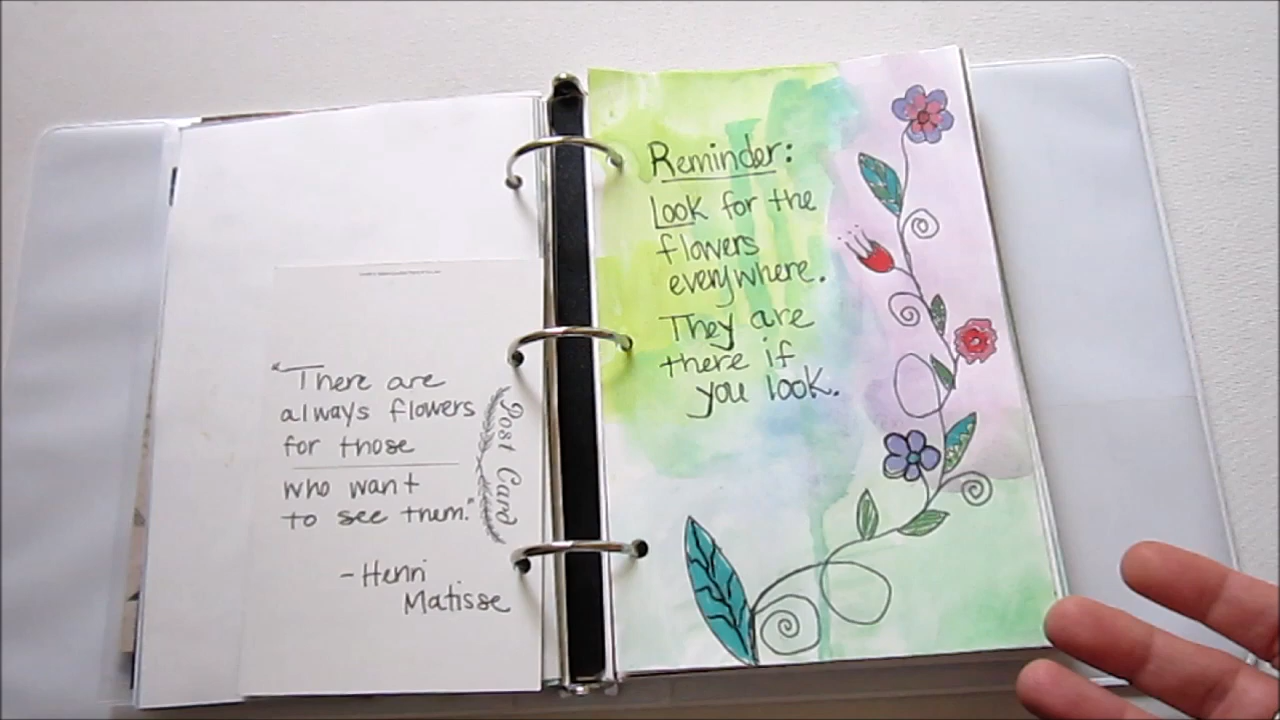 "There are
always flowers
for those
who want
to see them."
-Henri
Matisse
Post Card
Reminder:
Look for the
flowers
everywhere.
They are
there if
you look.